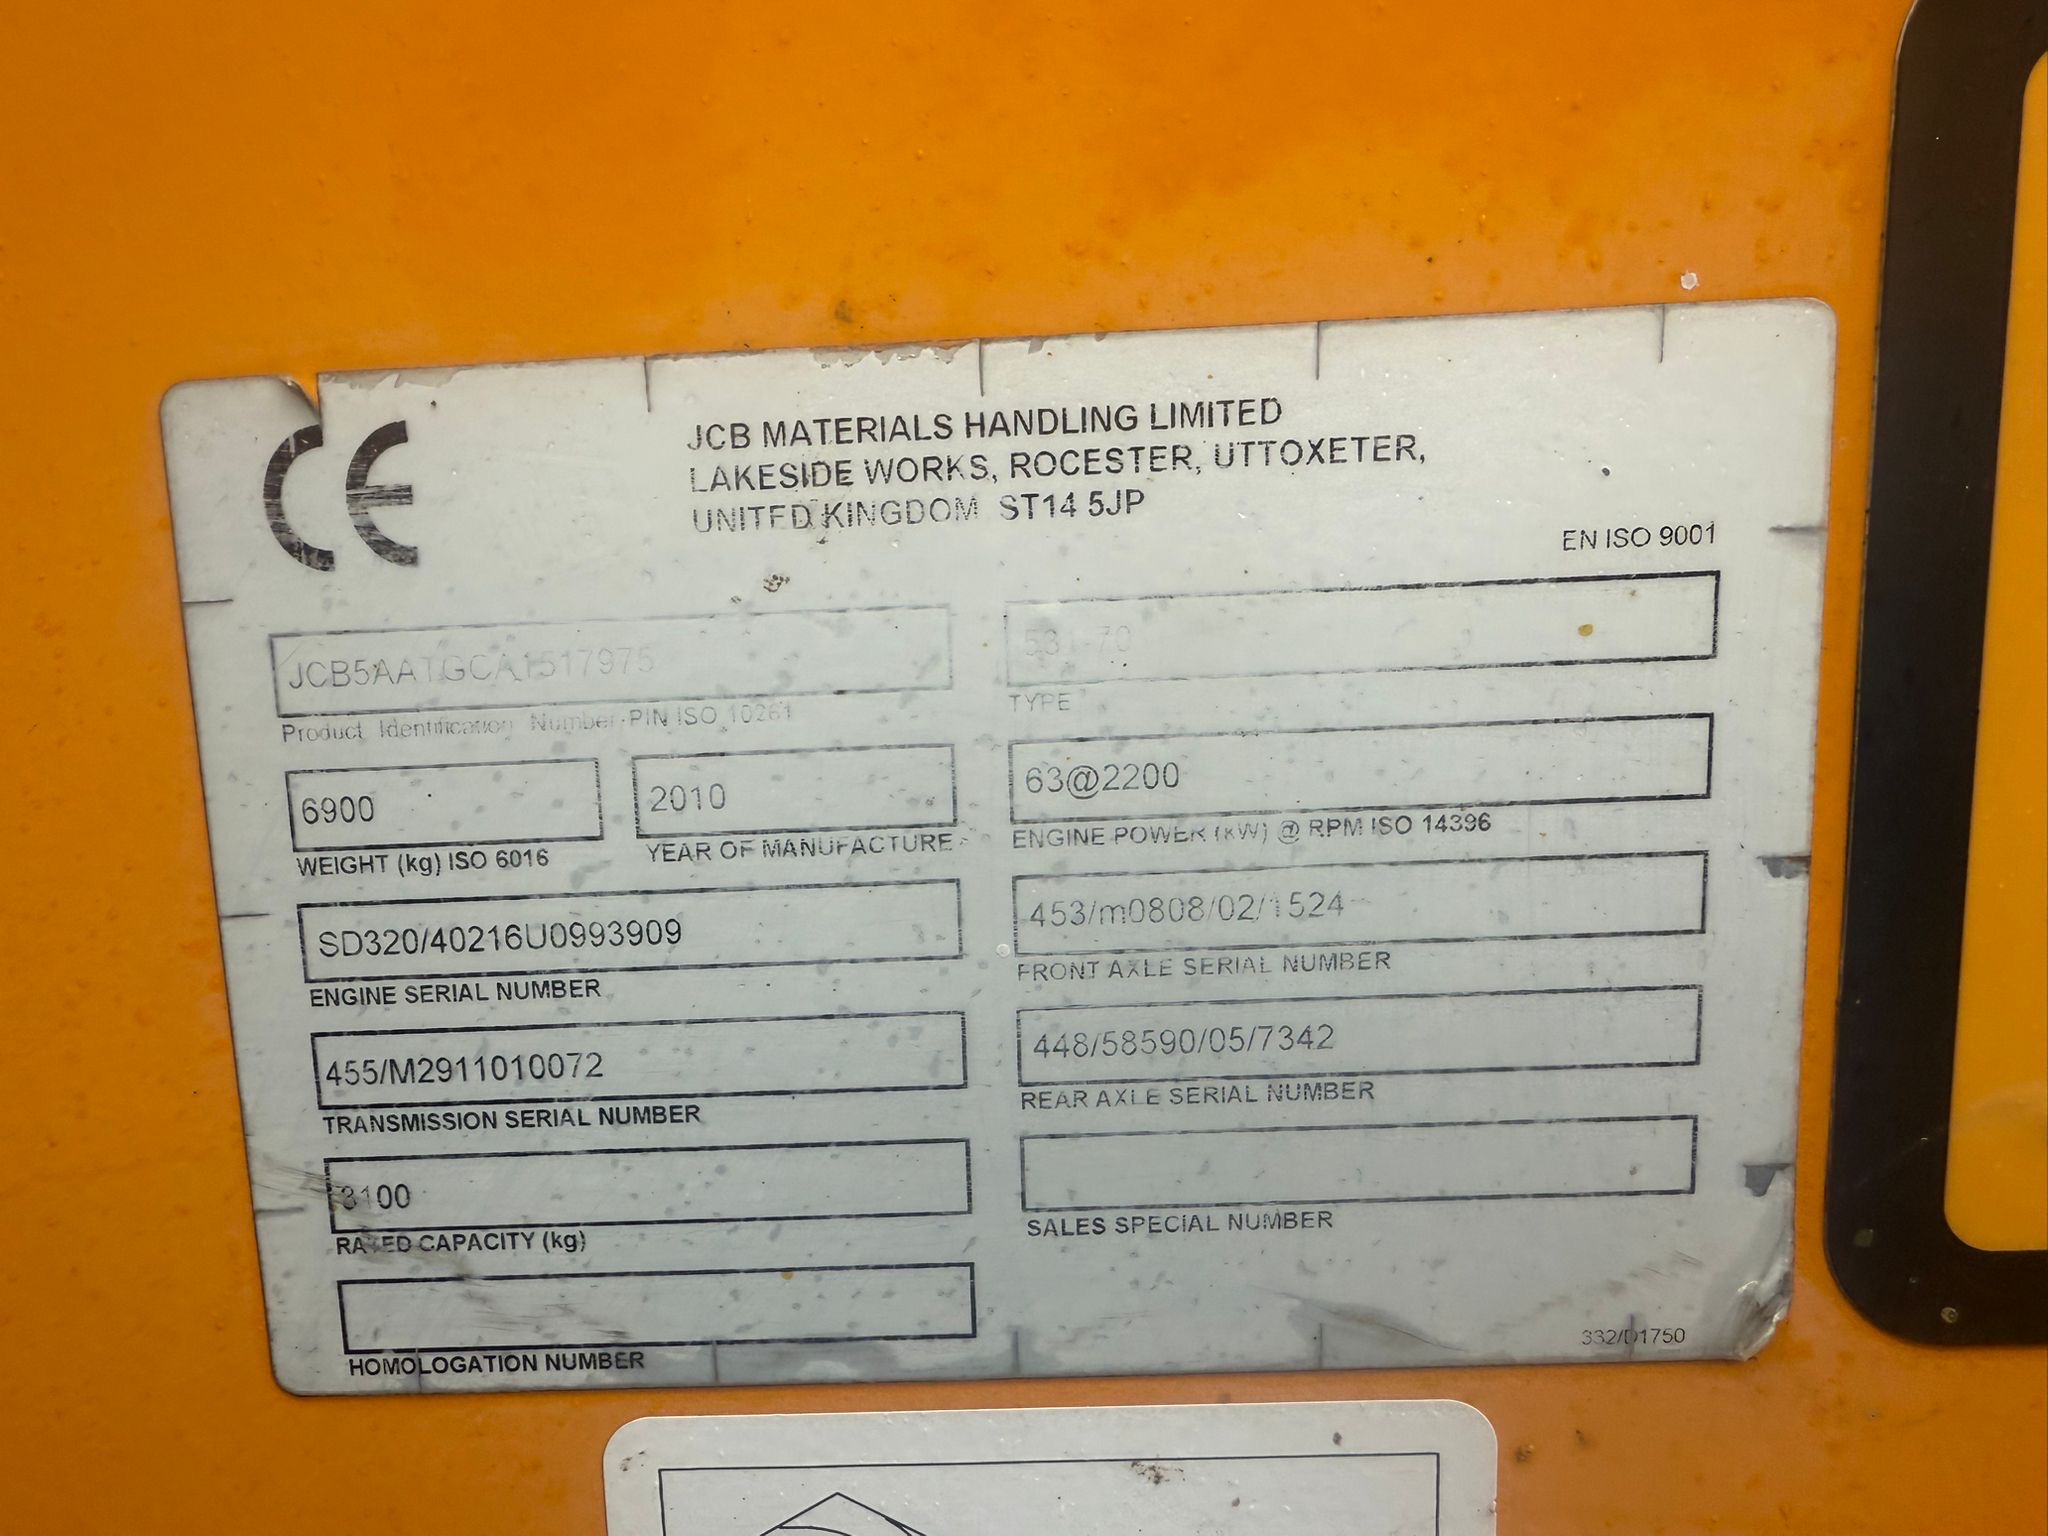 CE
JCB MATERIALS HANDLING LIMITED
LAKESIDE WORKS, ROCESTER, UTTOXETER,
UNITED KINGDOM ST14 5JP
EN ISO 9001
JCB5AATGCA1517975
Product Identification Number-PIN ISO 10261
531-70
TYPE
6900
WEIGHT (kg) ISO 6016
2010
YEAR OF MANUFACTURE
63@2200
ENGINE POWER (kW) @ RPM ISO 14396
SD320/40216U0993909
ENGINE SERIAL NUMBER
453/m0808/02/1524
FRONT AXLE SERIAL NUMBER
455/M2911010072
TRANSMISSION SERIAL NUMBER
448/58590/05/7342
REAR AXLE SERIAL NUMBER
3100
RATED CAPACITY (kg)
SALES SPECIAL NUMBER
HOMOLOGATION NUMBER
332/D1750